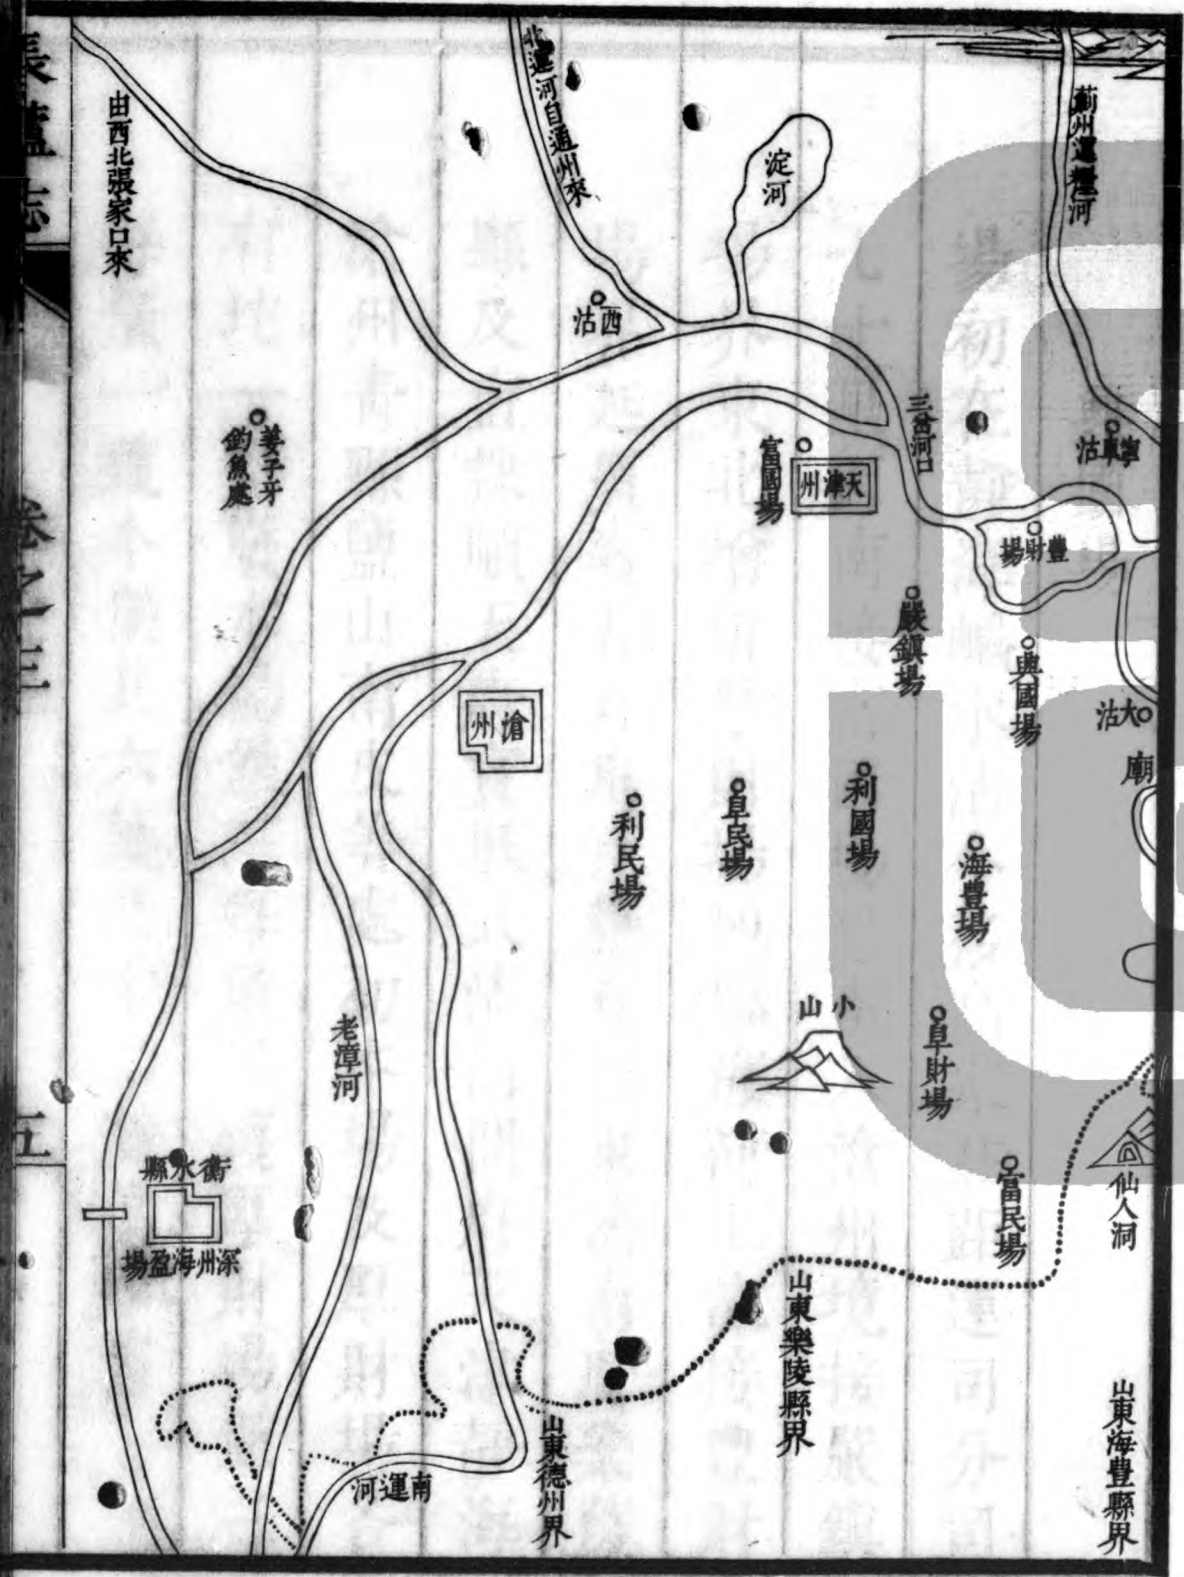 薊州運糧河
北運河自通州來
由西北張家口來
淀河
西沽
三岔河口
寧車沽
姜子牙
釣魚處
富國場
天津州
豐財場
嚴鎮場
興國場
大沽
廟
滄州
利國場
阜民場
利民場
海豐場
小山
阜財場
老漳河
富民場
仙人洞
衡水縣
深州海盈場
山東樂陵縣界
山東海豐縣界
山東德州界
南運河
長蘆志
卷之三
五